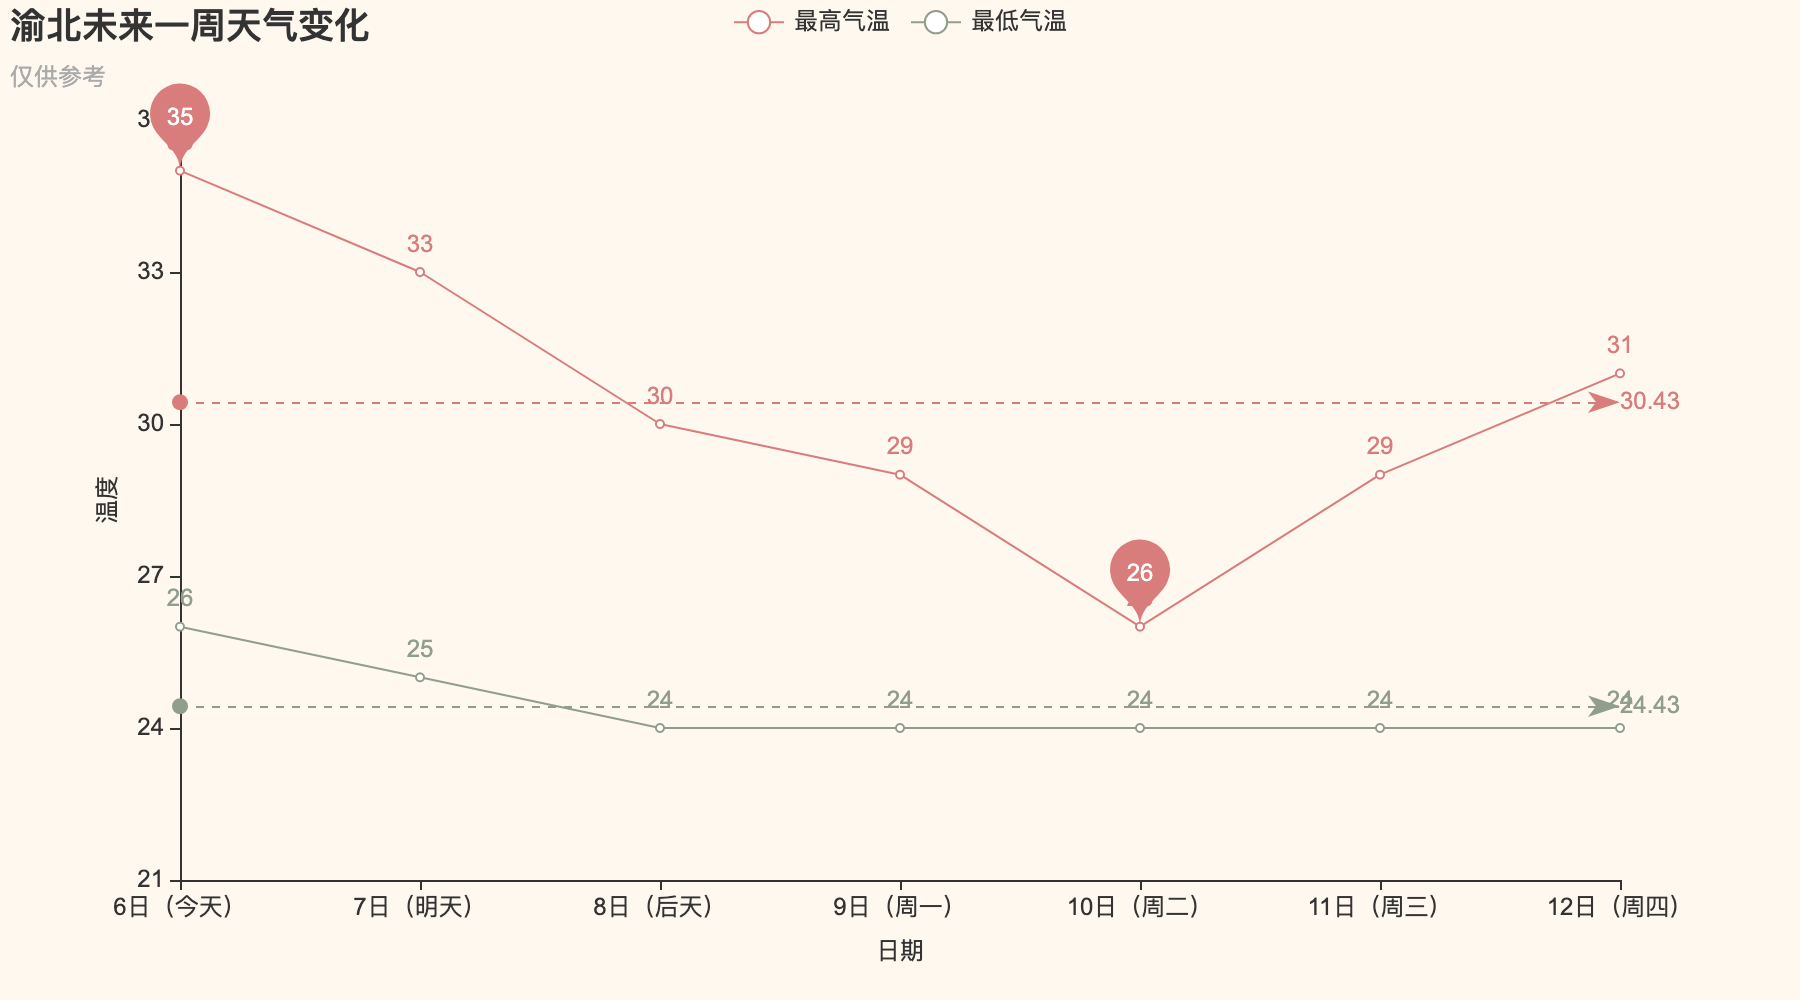 渝北未来一周天气变化
最高气温
最低气温
仅供参考
35
33
33
31
30
30.43
30
29
29
温度
27
26
26
25
24
24
24
24
24
24.43
24
21
6日（今天）
7日（明天）
8日（后天）
9日（周一）
10日（周二）
11日（周三）
12日（周四）
日期